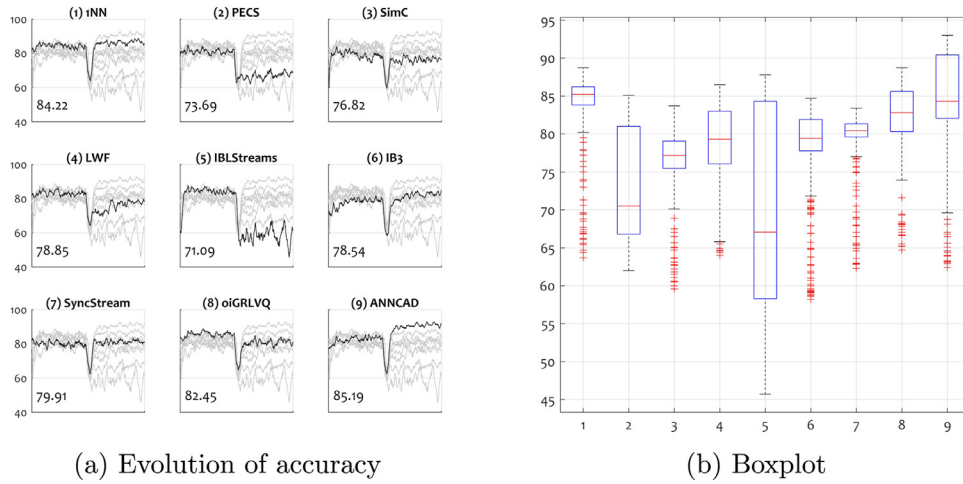 (1) 1NN (2) PECS (3) SimC
100
80
60
40
84.22 73.69 76.82
(4) LWF (5) IBLStreams (6) IB3
100
80
60
40
78.85 71.09 78.54
(7) SyncStream (8) oiGRLVQ (9) ANNCAD
100
80
60
40
79.91 82.45 85.19
(a) Evolution of accuracy
95
90
85
80
75
70
65
60
55
50
45
1 2 3 4 5 6 7 8 9
(b) Boxplot